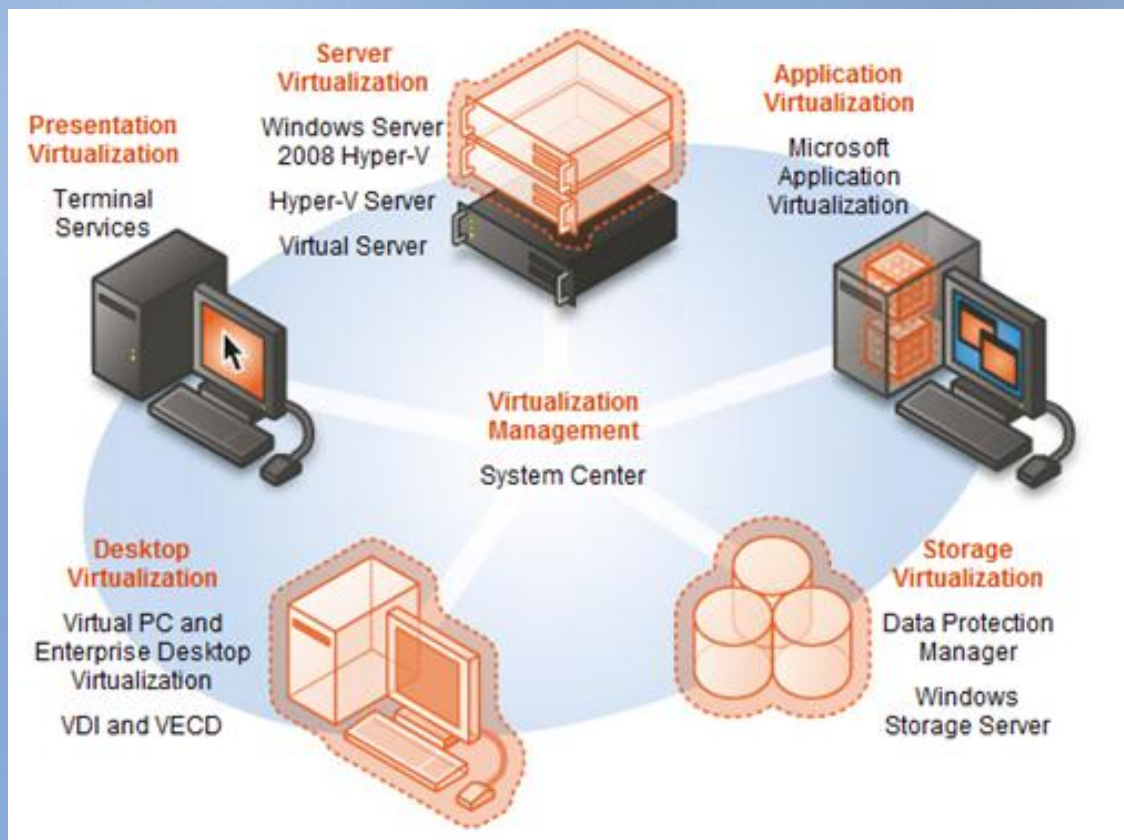 Server
Virtualization
Windows Server
2008 Hyper-V
Hyper-V Server
Virtual Server
Application
Virtualization
Microsoft
Application
Virtualization
Presentation
Virtualization
Terminal
Services
Virtualization
Management
System Center
Desktop
Virtualization
Virtual PC and
Enterprise Desktop
Virtualization
VDI and VECD
Storage
Virtualization
Data Protection
Manager
Windows
Storage Server